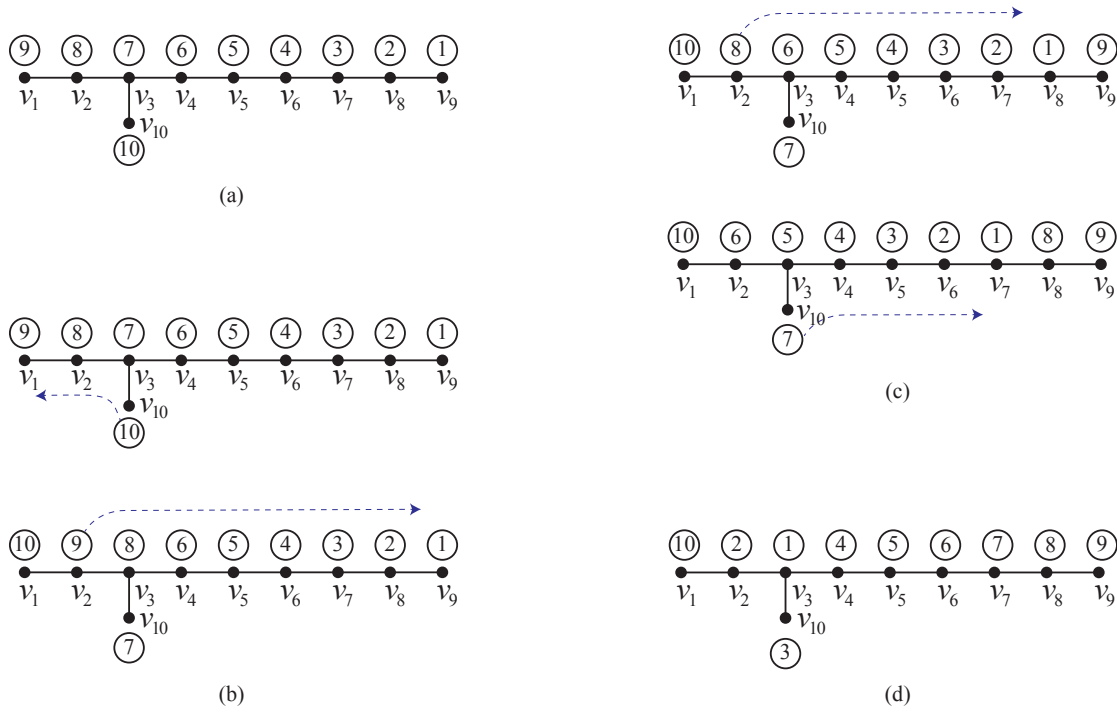 9 8 7 6 5 4 3 2 1
v1 v2 v3 v4 v5 v6 v7 v8 v9
v10
10
(a)
9 8 7 6 5 4 3 2 1
v1 v2 v3 v4 v5 v6 v7 v8 v9
v10
10
10 9 8 6 5 4 3 2 1
v1 v2 v3 v4 v5 v6 v7 v8 v9
v10
7
(b)
10 8 6 5 4 3 2 1 9
v1 v2 v3 v4 v5 v6 v7 v8 v9
v10
7
10 6 5 4 3 2 1 8 9
v1 v2 v3 v4 v5 v6 v7 v8 v9
v10
7
(c)
10 2 1 4 5 6 7 8 9
v1 v2 v3 v4 v5 v6 v7 v8 v9
v10
3
(d)